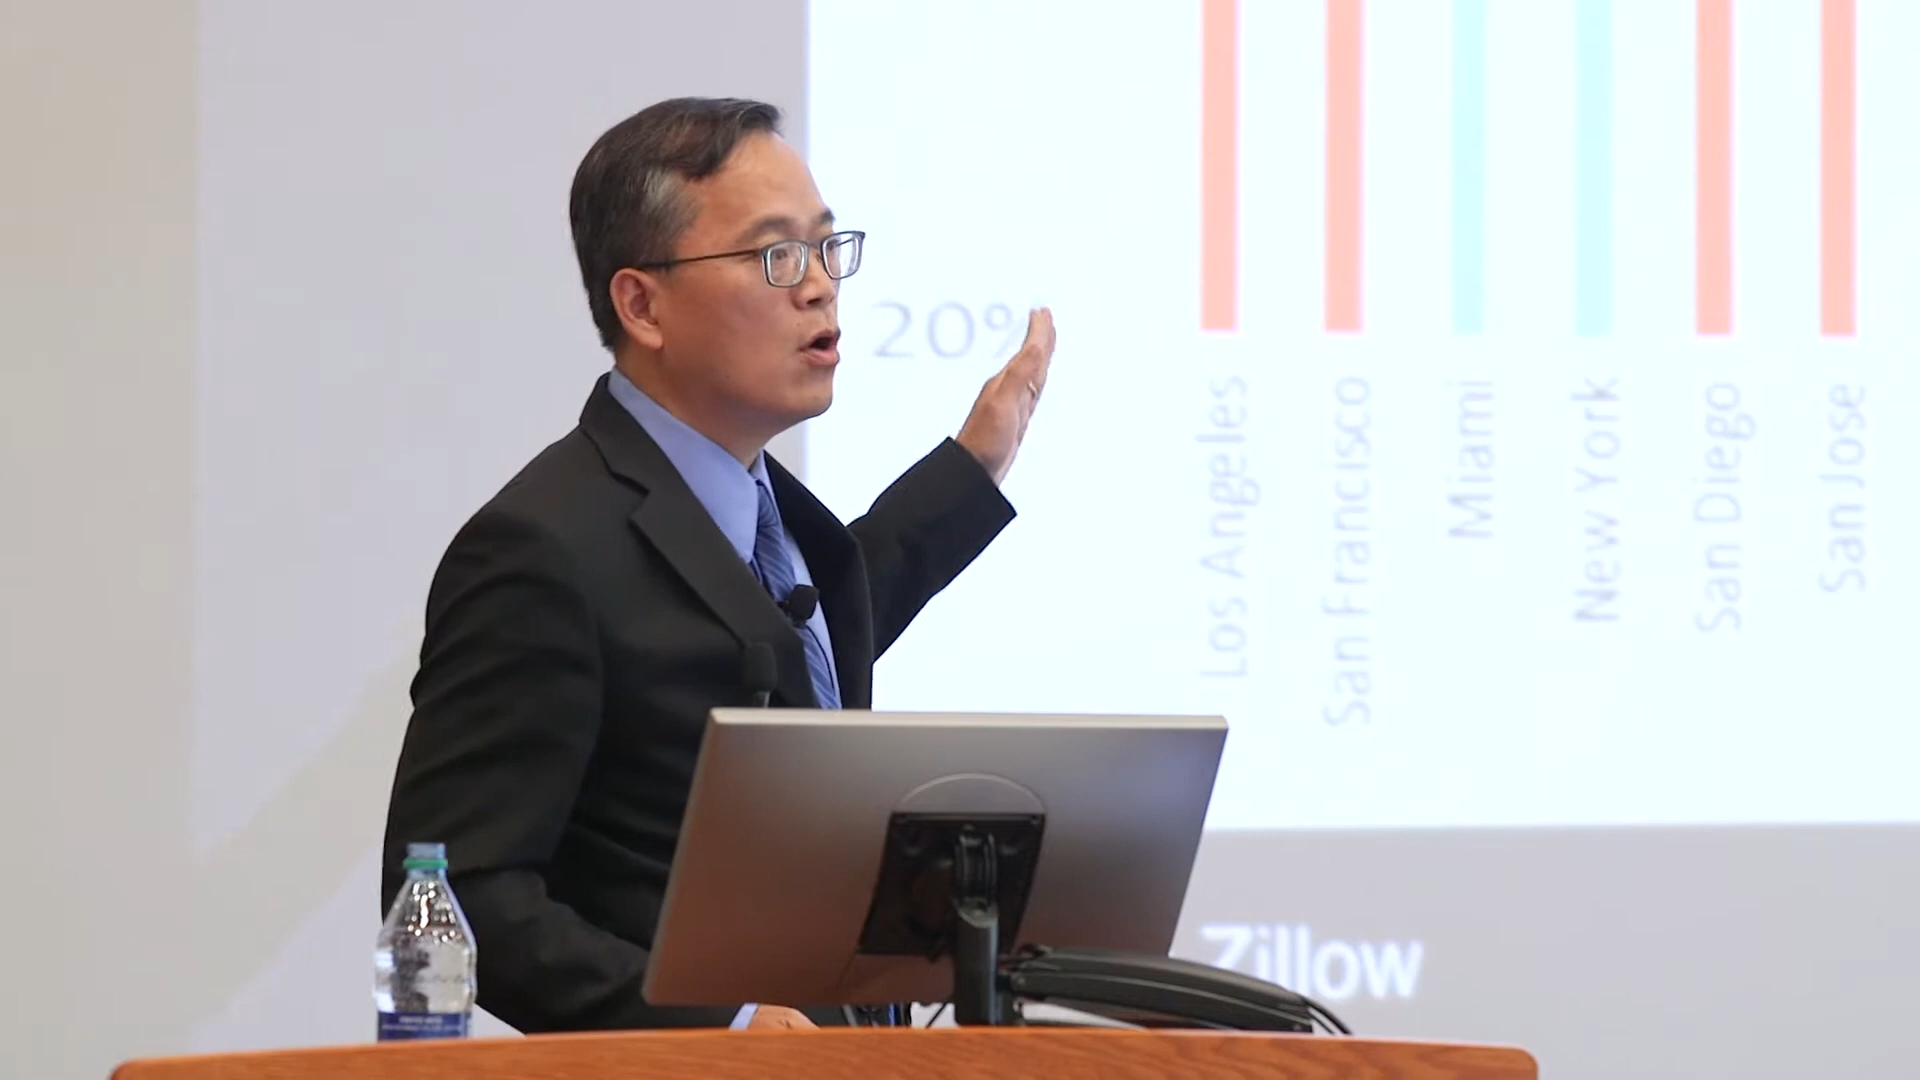 20%
Los Angeles
San Francisco
Miami
New York
San Diego
San Jose
Zillow